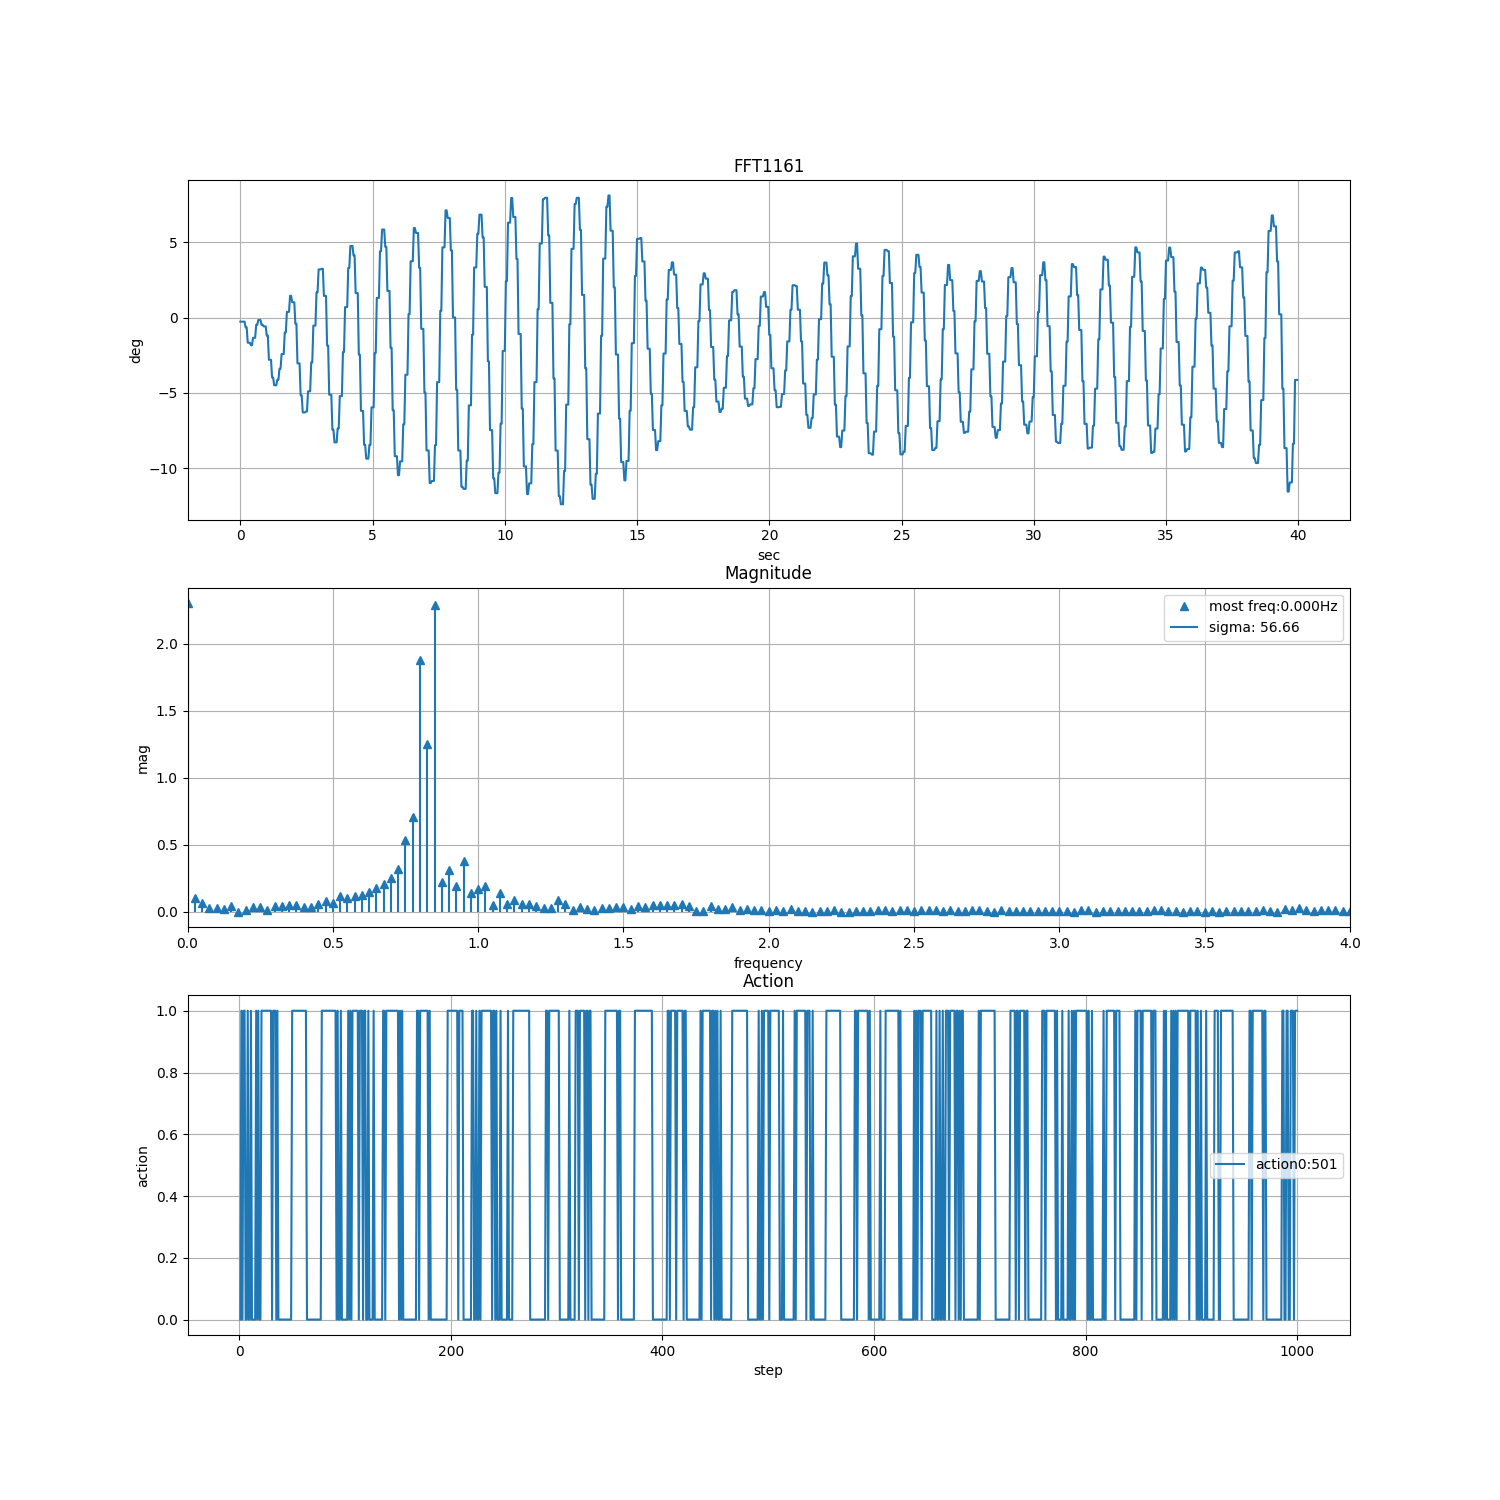 FFT1161
5
0
−5
−10
deg
0 5 10 15 20 25 30 35 40
sec
Magnitude
most freq:0.000Hz
sigma: 56.66
2.0
1.5
1.0
0.5
0.0
mag
0.0 0.5 1.0 1.5 2.0 2.5 3.0 3.5 4.0
frequency
Action
1.0
0.8
0.6
0.4
0.2
0.0
action
action0:501
0 200 400 600 800 1000
step